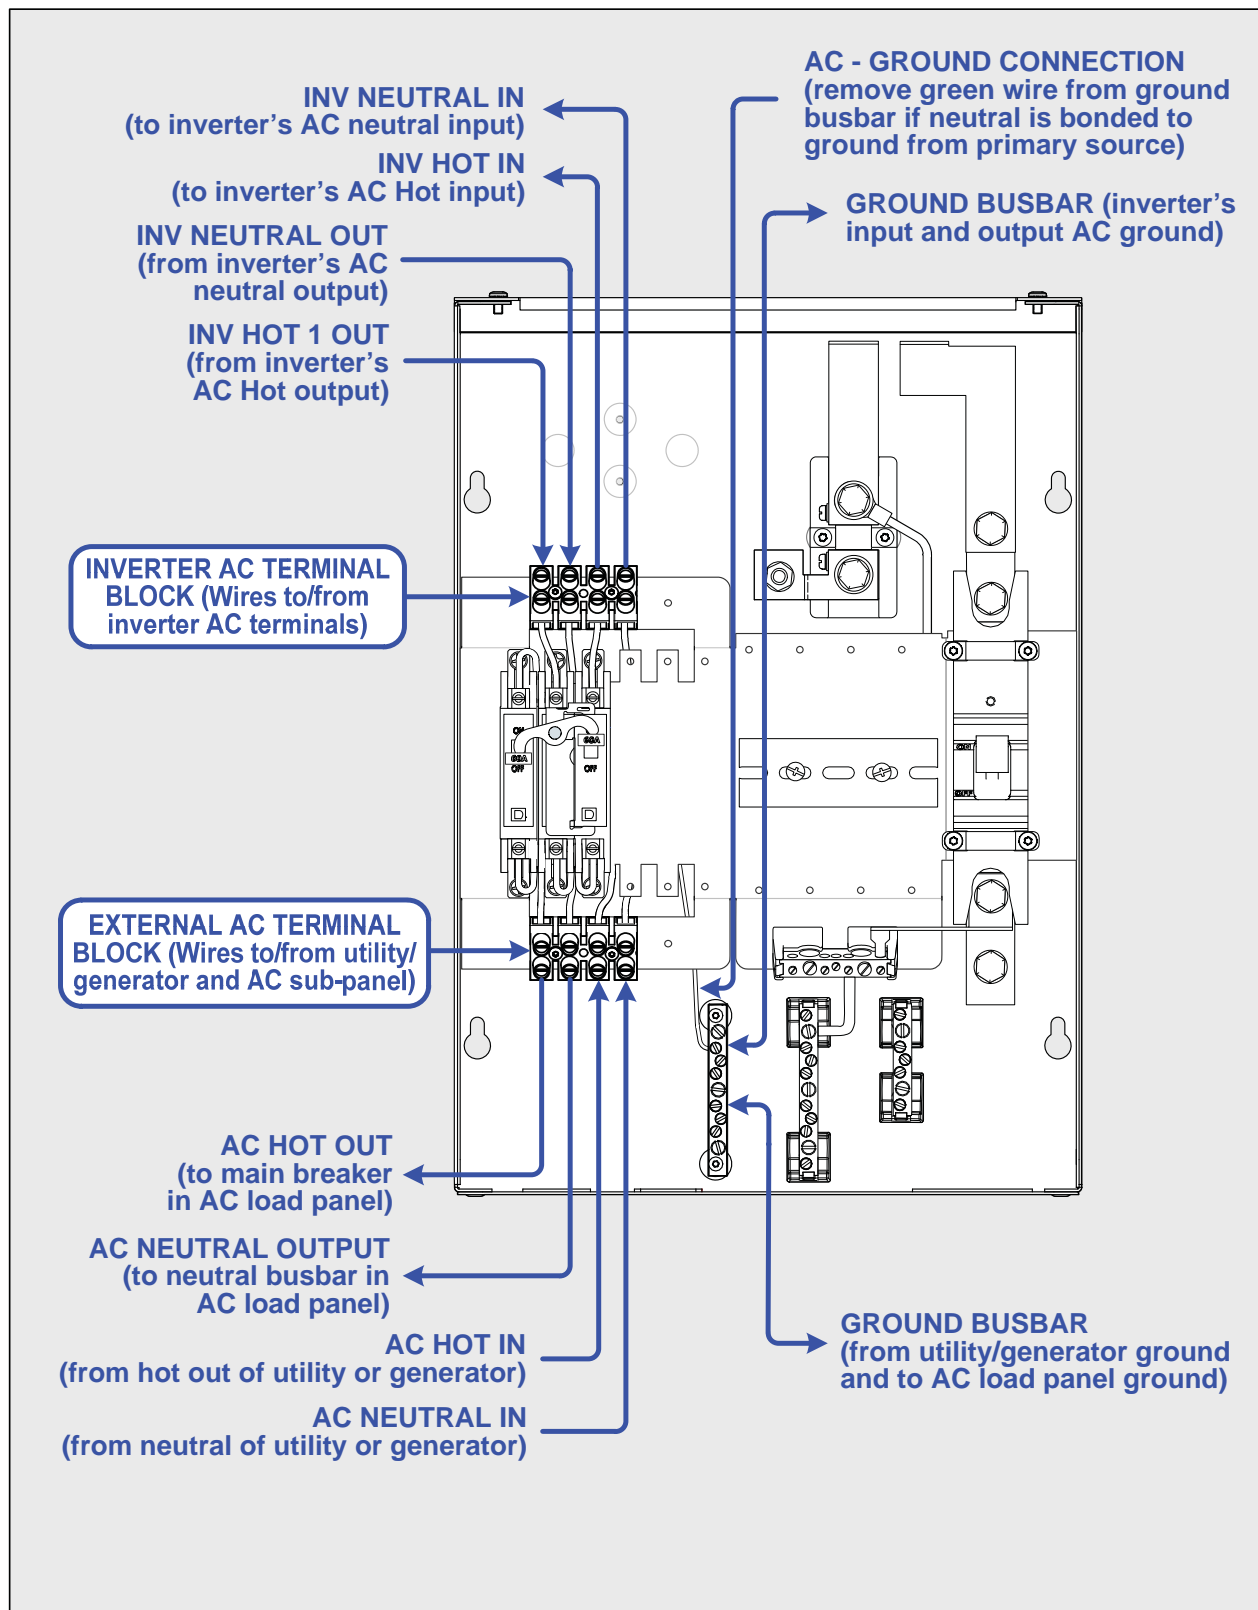 INV NEUTRAL IN
(to inverter’s AC neutral input)
INV HOT IN
(to inverter’s AC Hot input)
INV NEUTRAL OUT
(from inverter’s AC
neutral output)
INV HOT 1 OUT
(from inverter’s
AC Hot output)
AC - GROUND CONNECTION
(remove green wire from ground
busbar if neutral is bonded to
ground from primary source)
GROUND BUSBAR (inverter’s
input and output AC ground)
INVERTER AC TERMINAL
BLOCK (Wires to/from
inverter AC terminals)
ON
60A
OFF
60A
OFF
ON
OFF
EXTERNAL AC TERMINAL
BLOCK (Wires to/from utility/
generator and AC sub-panel)
AC HOT OUT
(to main breaker
in AC load panel)
AC NEUTRAL OUTPUT
(to neutral busbar in
AC load panel)
AC HOT IN
(from hot out of utility or generator)
AC NEUTRAL IN
(from neutral of utility or generator)
GROUND BUSBAR
(from utility/generator ground
and to AC load panel ground)